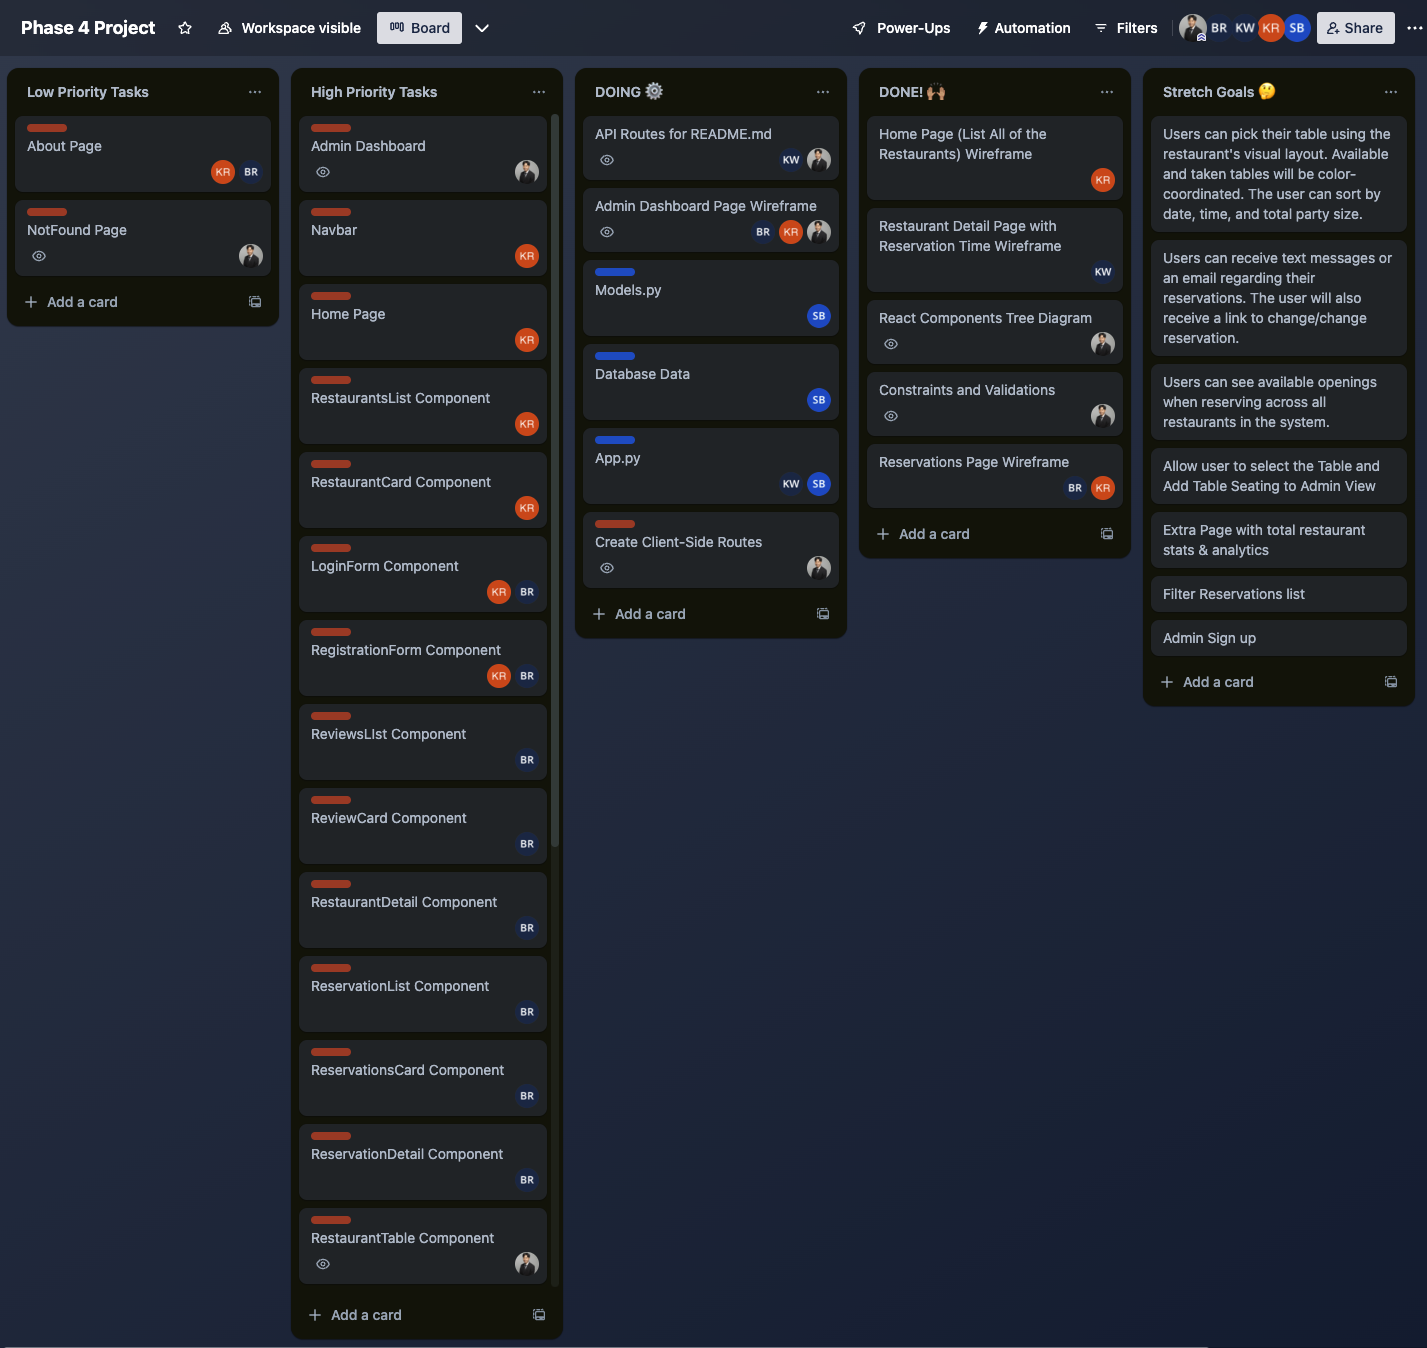 Phase 4 Project
Workspace visible
Board
Power-Ups
Automation
Filters
BR
KW
KR
SB
Share
Low Priority Tasks
About Page
KR
BR
NotFound Page
Add a card
High Priority Tasks
Admin Dashboard
Navbar
KR
Home Page
KR
RestaurantsList Component
KR
RestaurantCard Component
KR
LoginForm Component
KR
BR
RegistrationForm Component
KR
BR
ReviewsLIst Component
BR
ReviewCard Component
BR
RestaurantDetail Component
BR
ReservationList Component
BR
ReservationsCard Component
BR
ReservationDetail Component
BR
RestaurantTable Component
Add a card
DOING ⚙️
API Routes for README.md
KW
Admin Dashboard Page Wireframe
BR
KR
Models.py
SB
Database Data
SB
App.py
KW
SB
Create Client-Side Routes
Add a card
DONE! 🙌🏽
Home Page (List All of the
Restaurants) Wireframe
KR
Restaurant Detail Page with
Reservation Time Wireframe
KW
React Components Tree Diagram
Constraints and Validations
Reservations Page Wireframe
BR
KR
Add a card
Stretch Goals 🤔
Users can pick their table using the
restaurant's visual layout. Available
and taken tables will be color-
coordinated. The user can sort by
date, time, and total party size.
Users can receive text messages or
an email regarding their
reservations. The user will also
receive a link to change/change
reservation.
Users can see available openings
when reserving across all
restaurants in the system.
Allow user to select the Table and
Add Table Seating to Admin View
Extra Page with total restaurant
stats & analytics
Filter Reservations list
Admin Sign up
Add a card